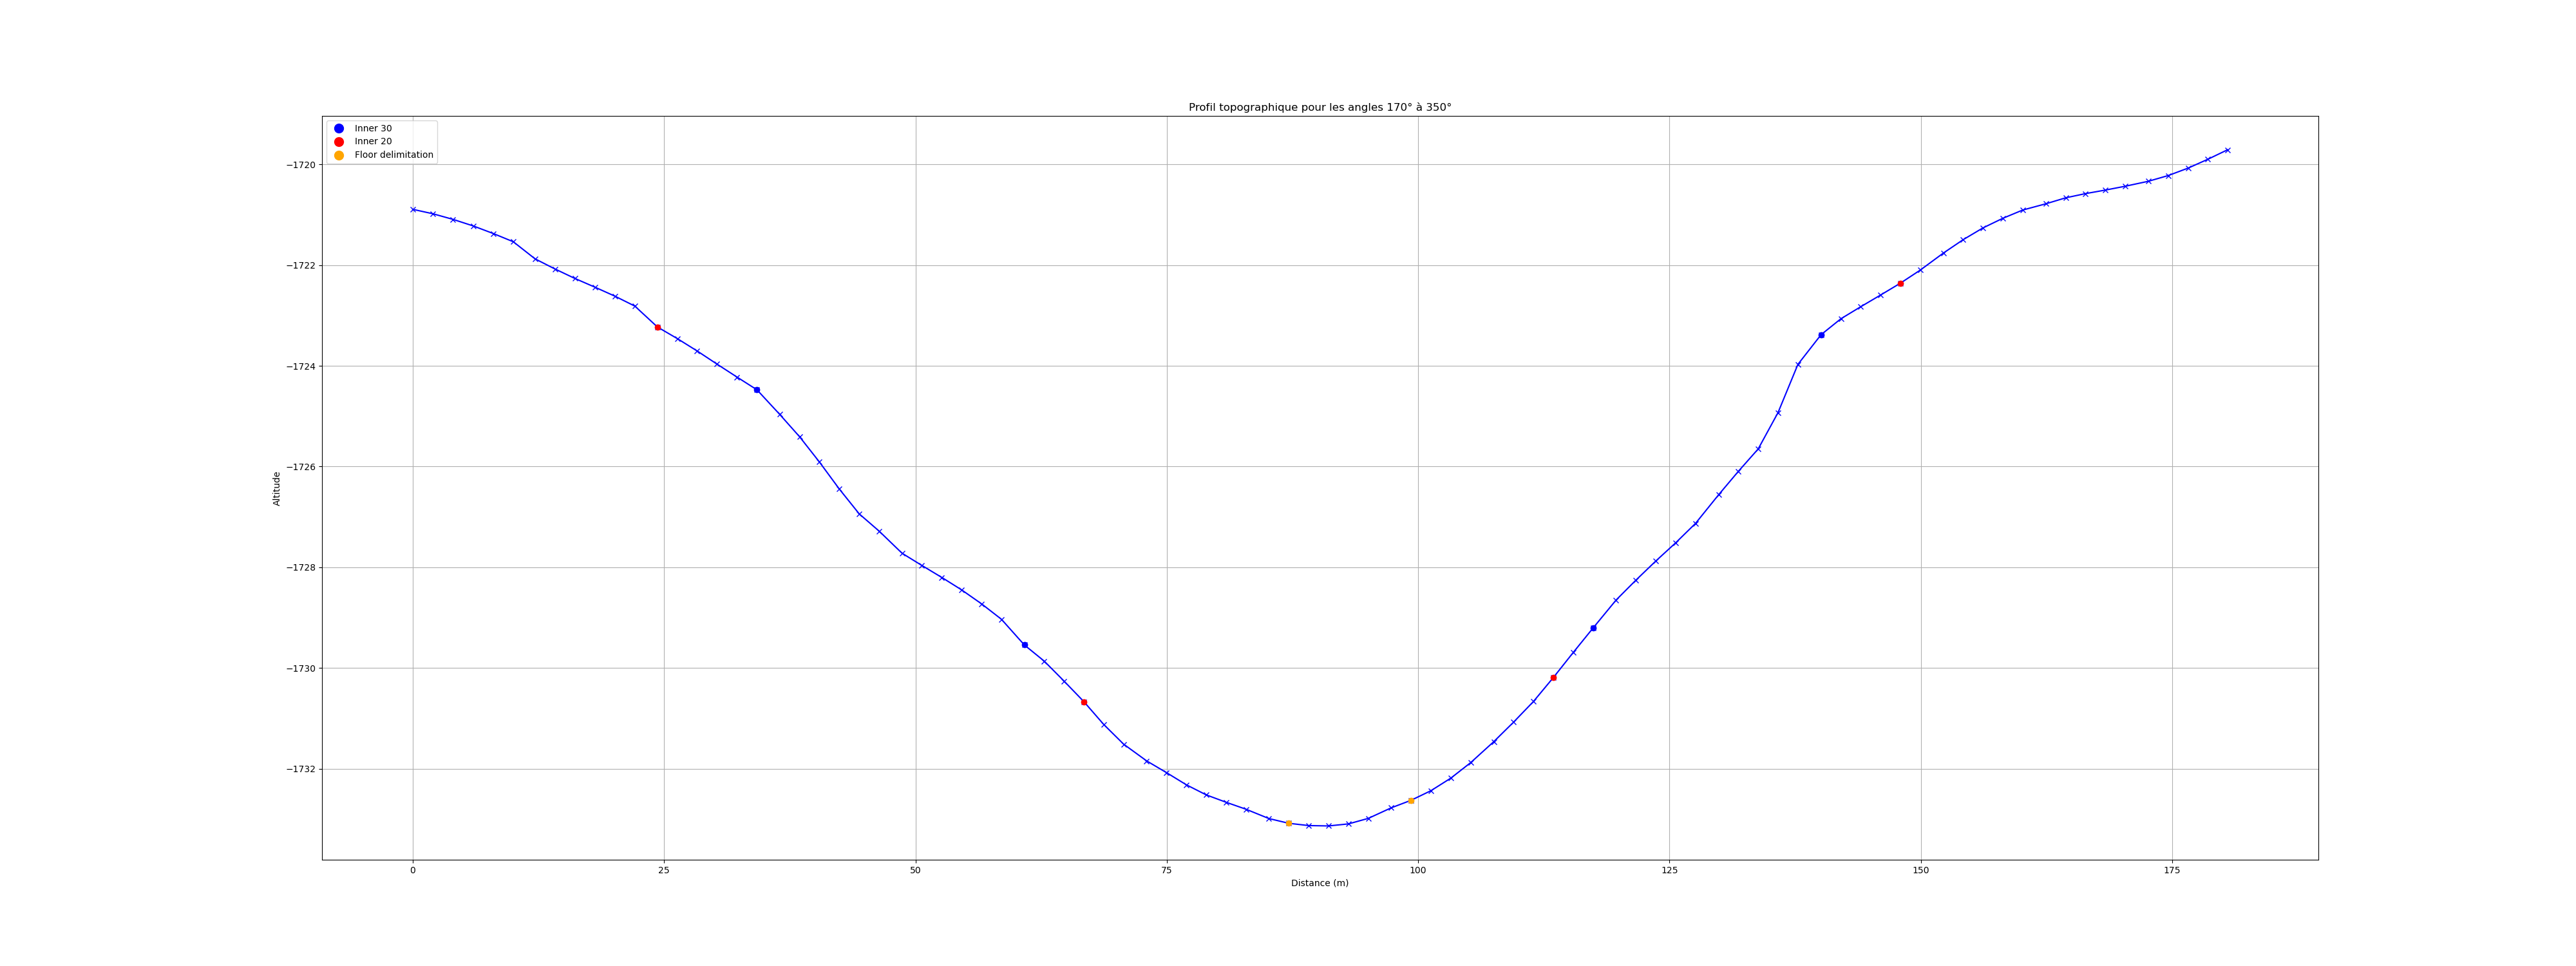 Profil topographique pour les angles 170° à 350°
Inner 30
Inner 20
Floor delimitation
−1720
−1722
−1724
−1726
−1728
−1730
−1732
Altitude
0 25 50 75 100 125 150 175
Distance (m)